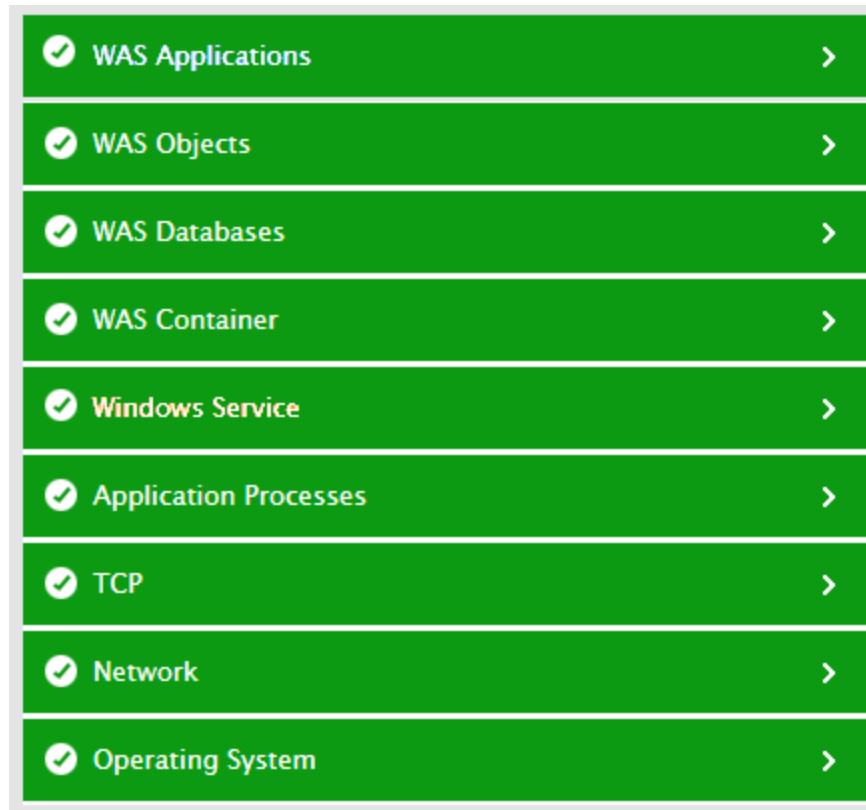 WAS Applications
WAS Objects
WAS Databases
WAS Container
Windows Service
Application Processes
TCP
Network
Operating System